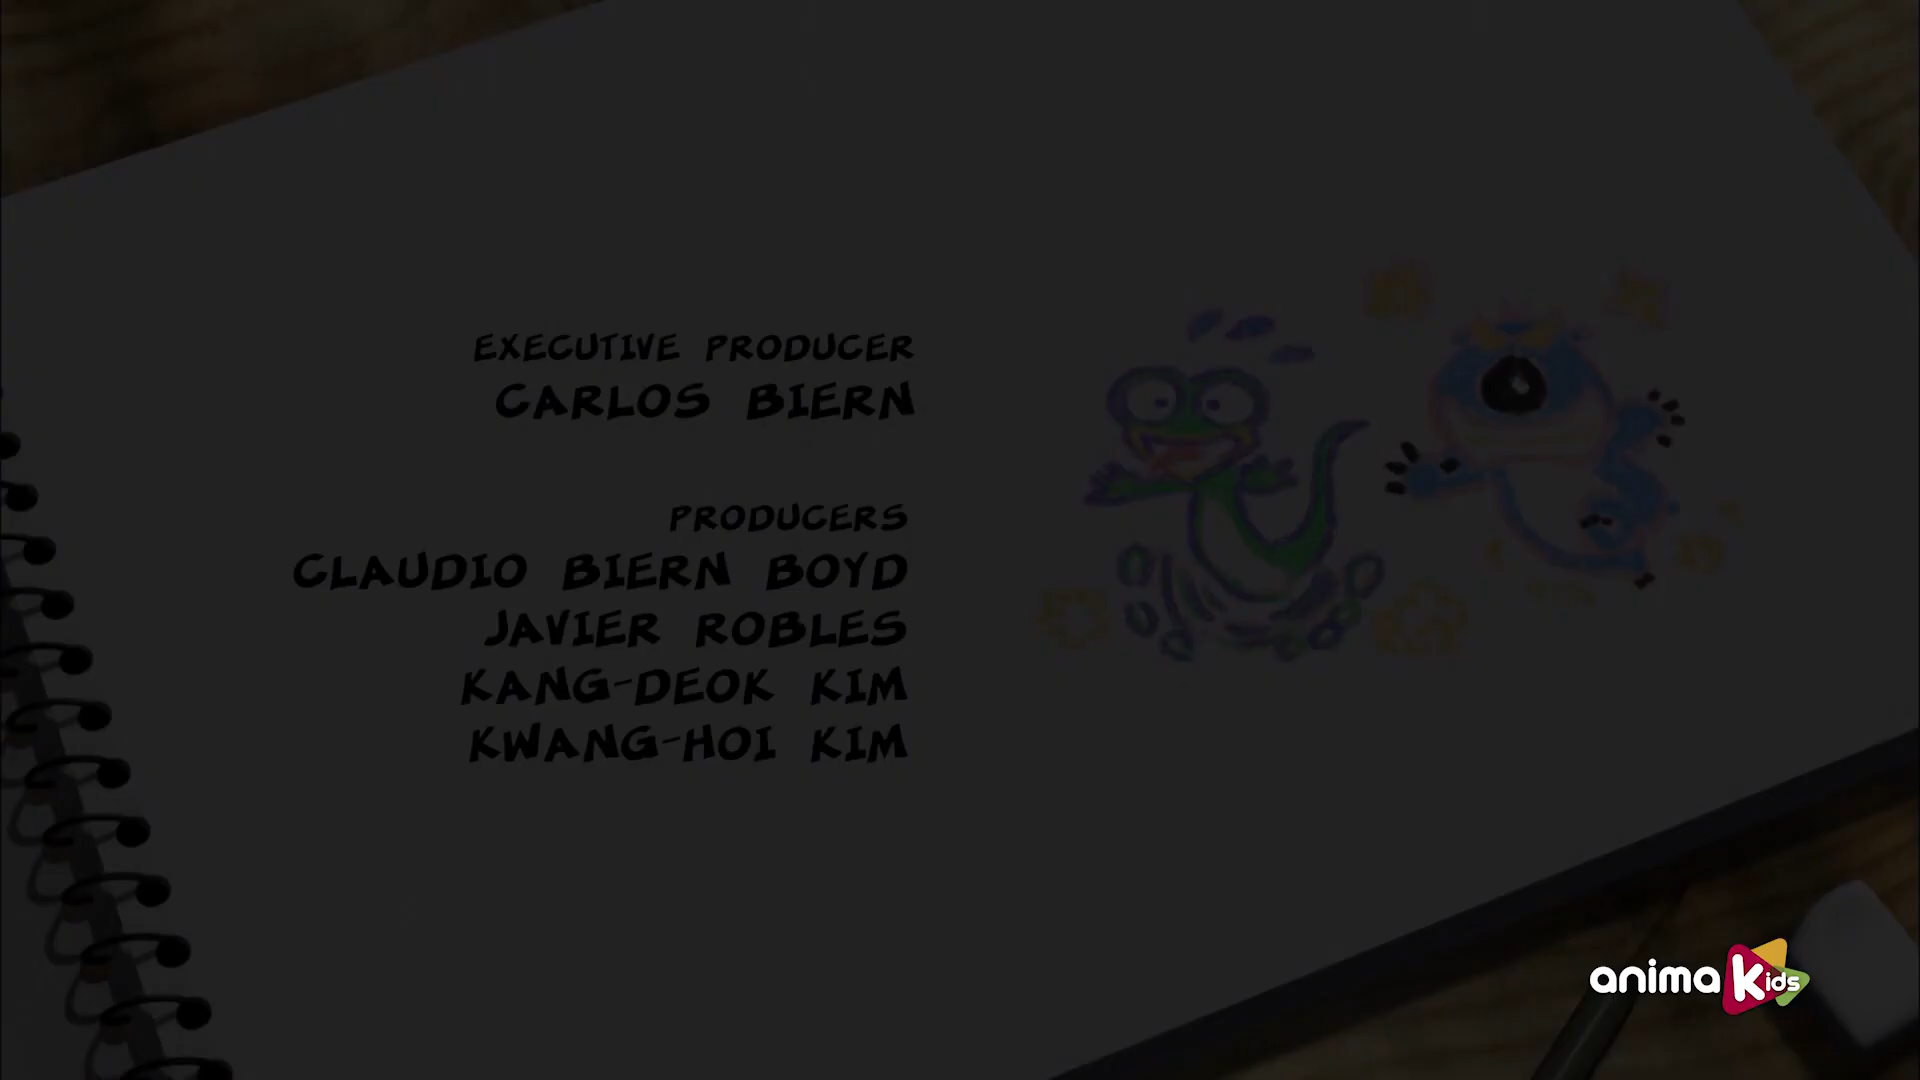 EXECUTIVE PRODUCER
CARLOS BIERN
PRODUCERS
CLAUDIO BIERN BOYD
JAVIER ROBLES
KANG-DEOK KIM
KWANG-HOI KIM
anima Kids